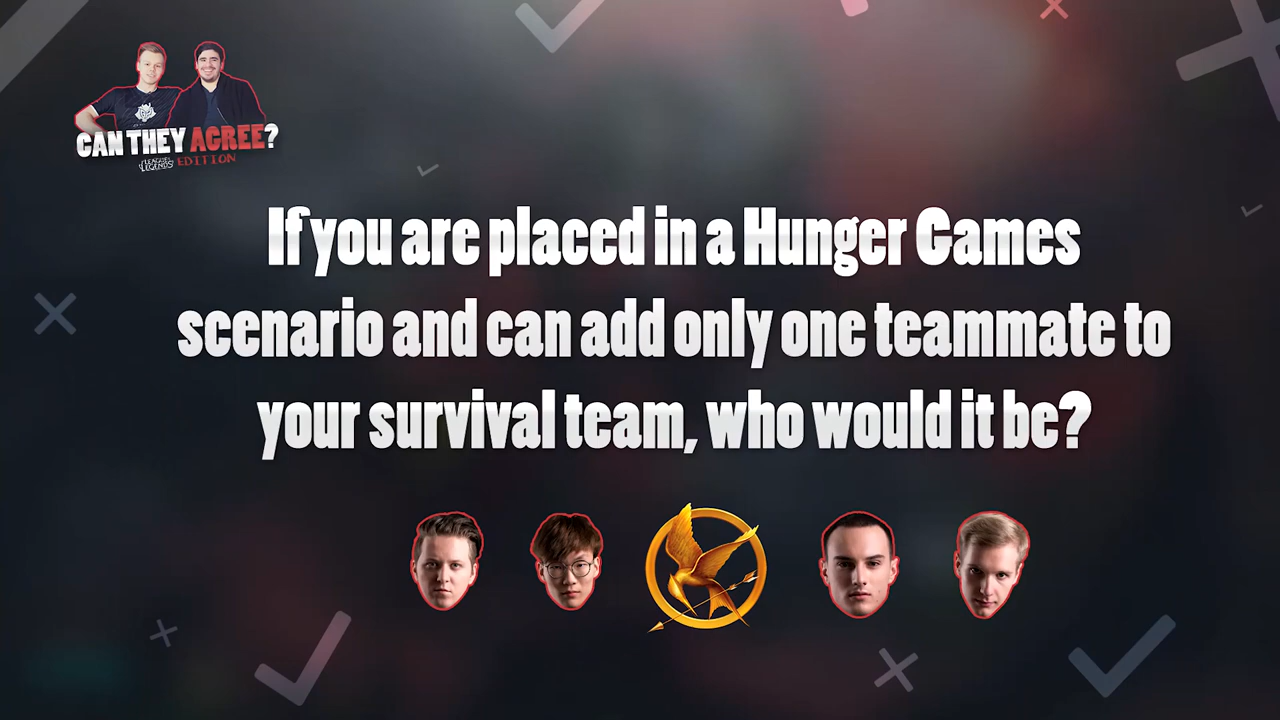 CAN THEY AGREE?
LEAGUE LEGENDS EDITION
If you are placed in a Hunger Games
scenario and can add only one teammate to
your survival team, who would it be?